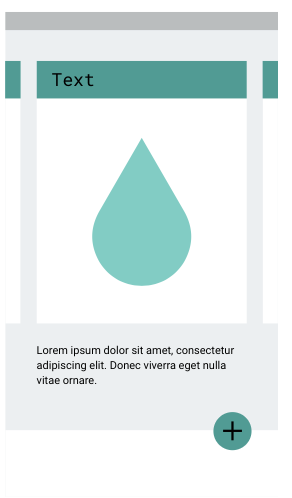 Text
Lorem ipsum dolor sit amet, consectetur
adipiscing elit. Donec viverra eget nulla
vitae ornare.